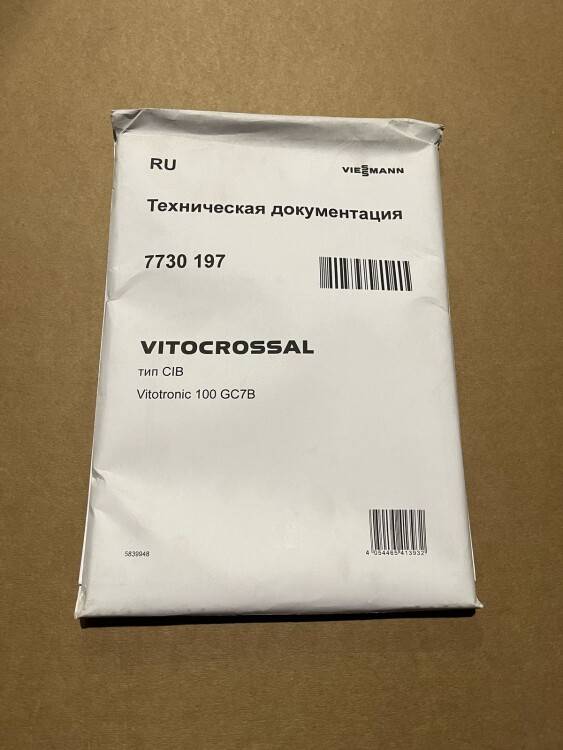 RU
VIESSMANN
Техническая документация
7730 197
VITOCROSSAL
тип CIB
Vitotronic 100 GC7B
5839948
4 054465 413932